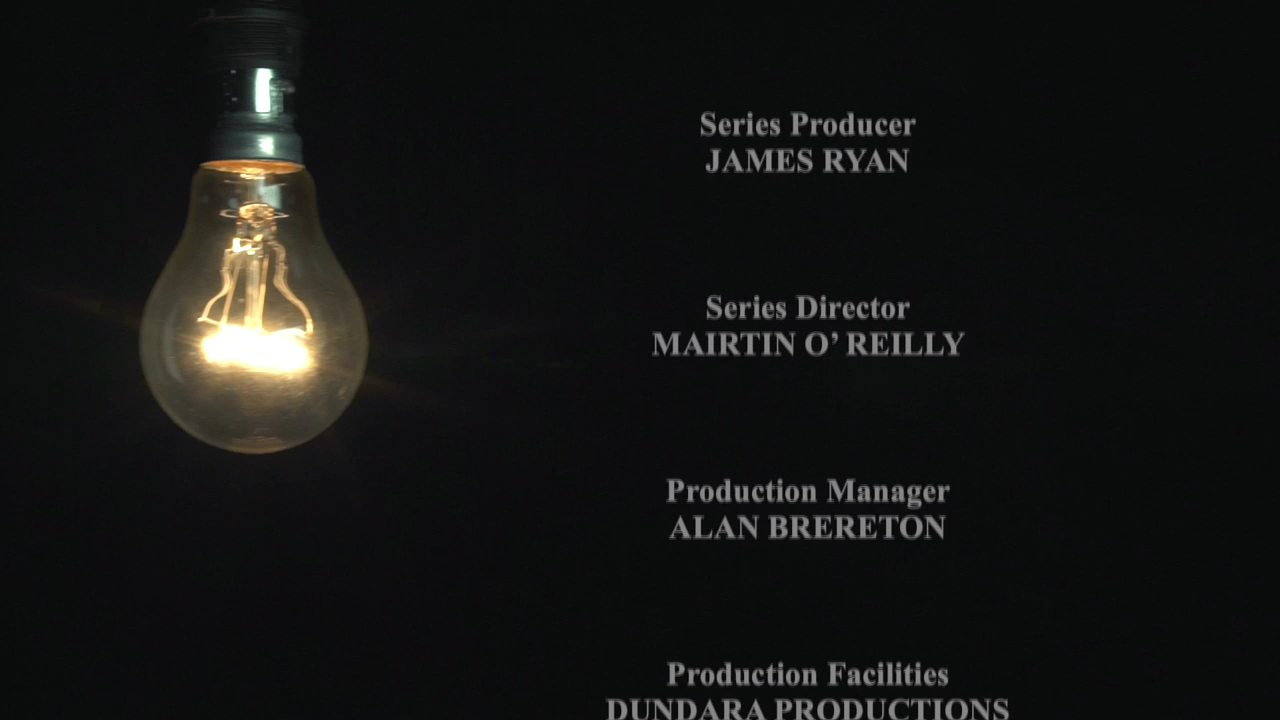 Series Producer
JAMES RYAN
Series Director
MAIRTIN O’ REILLY
Production Manager
ALAN BRERETON
Production Facilities
DUNDARA PRODUCTIONS